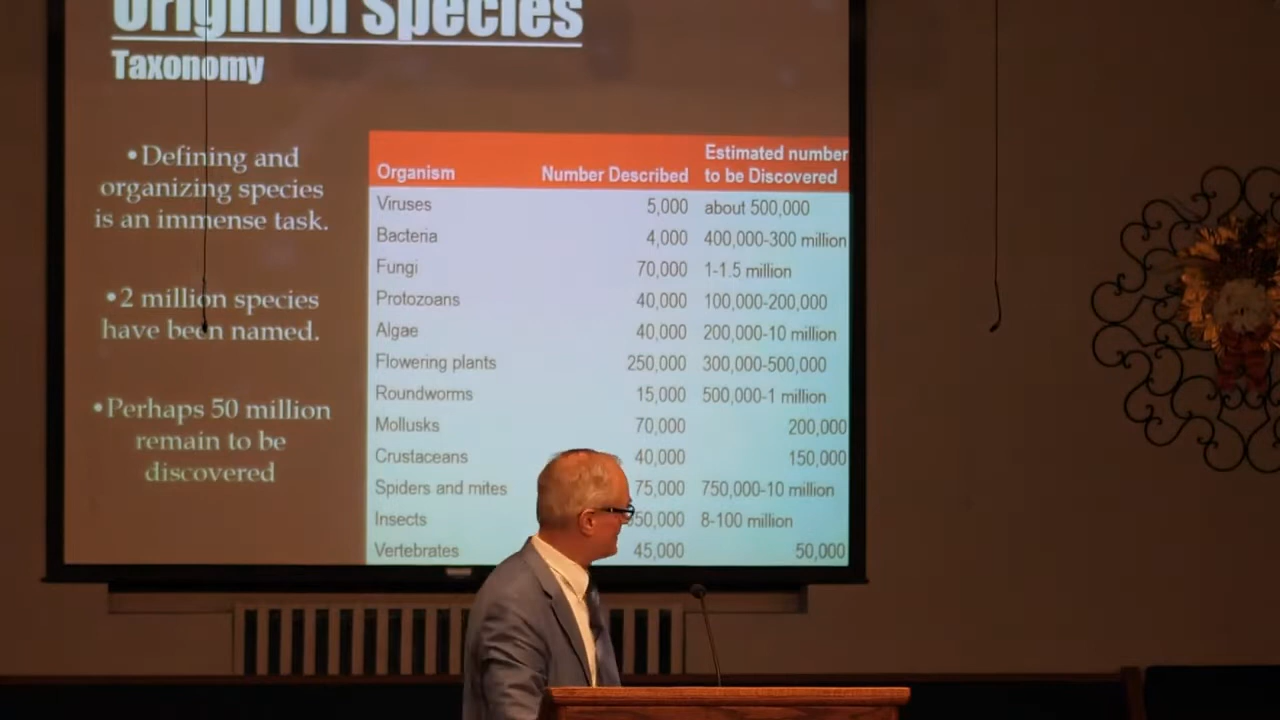 Origin of Species
Taxonomy
•Defining and
organizing species
is an immense task.
•2 million species
have been named.
•Perhaps 50 million
remain to be
discovered
Organism Number Described Estimated number to be Discovered
Viruses 5,000 about 500,000
Bacteria 4,000 400,000-300 million
Fungi 70,000 1-1.5 million
Protozoans 40,000 100,000-200,000
Algae 40,000 200,000-10 million
Flowering plants 250,000 300,000-500,000
Roundworms 15,000 500,000-1 million
Mollusks 70,000 200,000
Crustaceans 40,000 150,000
Spiders and mites 75,000 750,000-10 million
Insects 8-100 million
Vertebrates 45,000 50,000